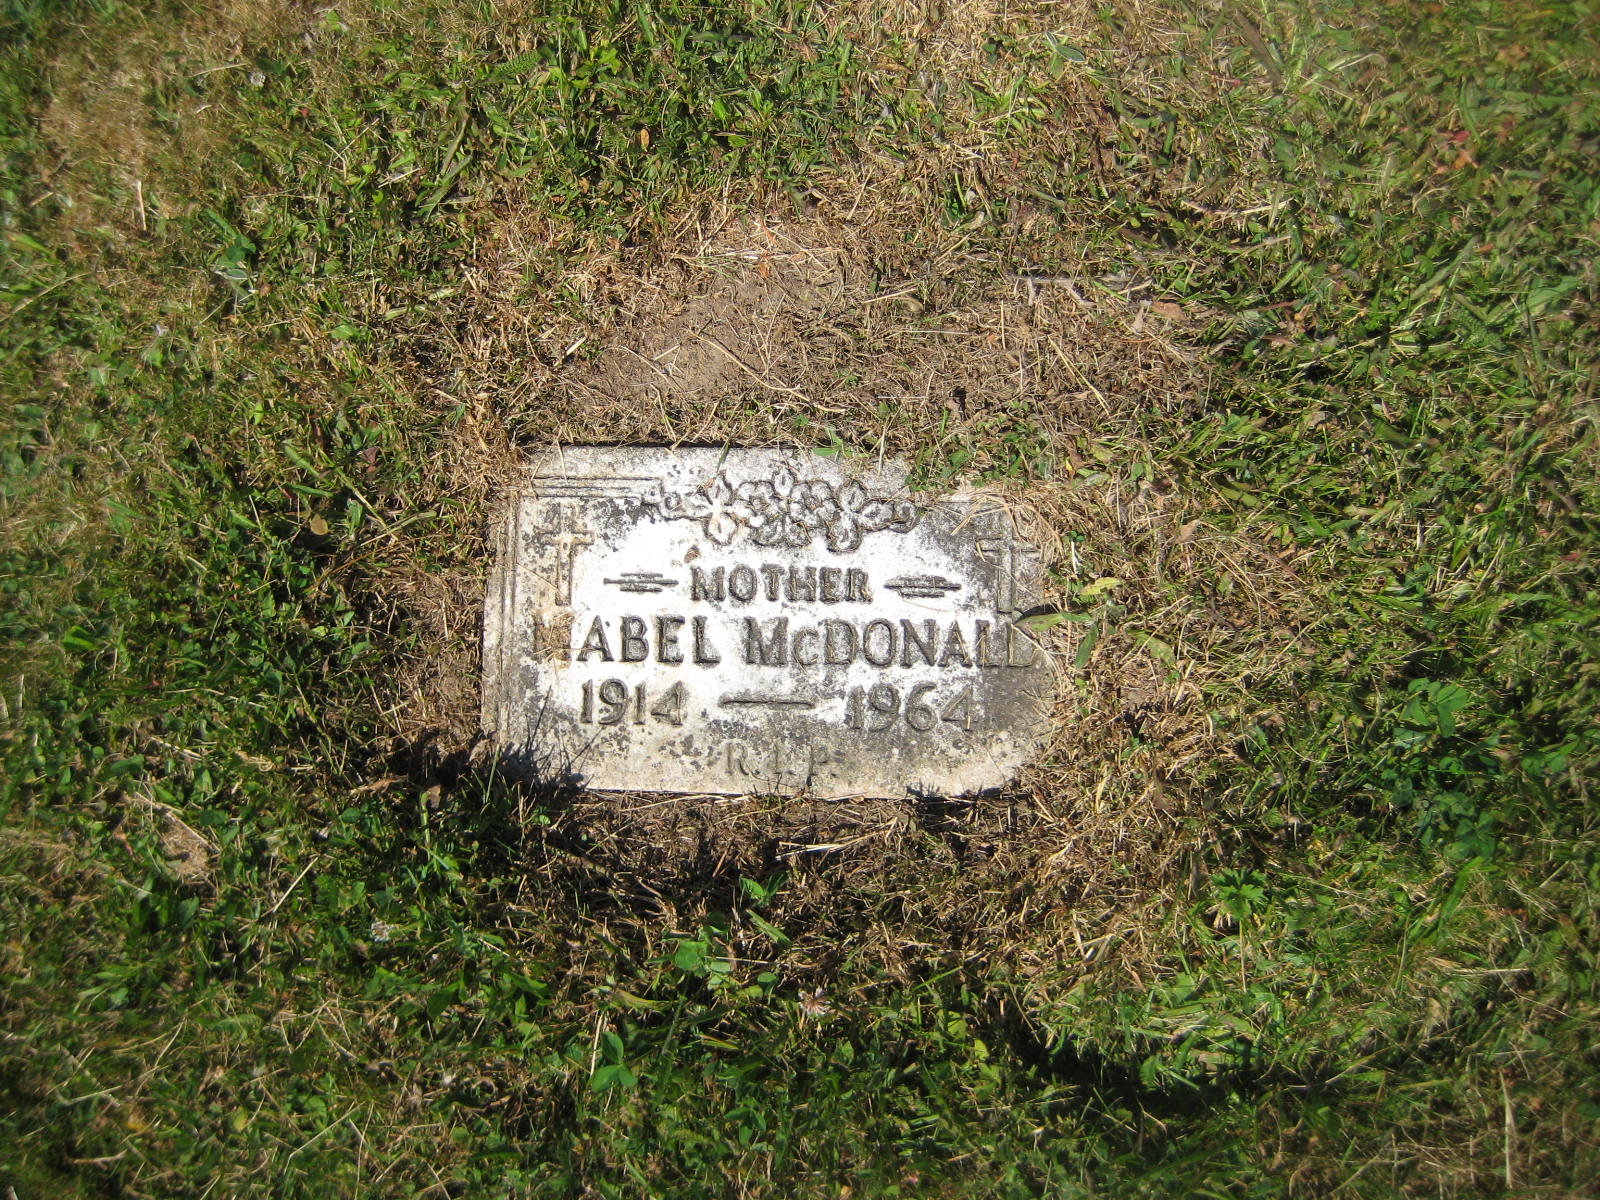 MOTHER
MABEL McDONALD
1914 — 1964
R.I.P.